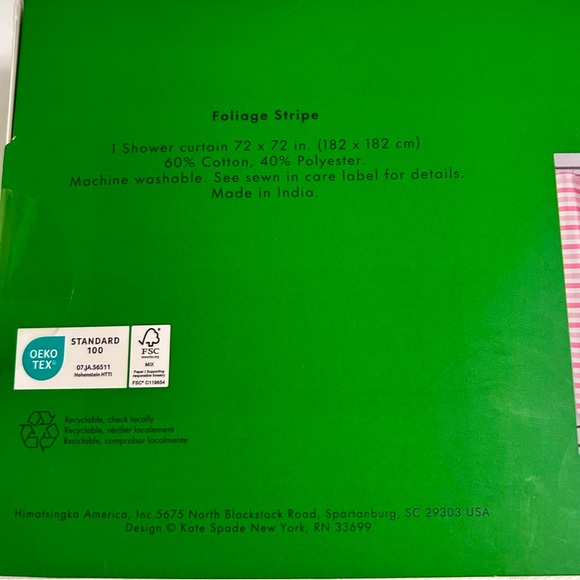 Foliage Stripe
1 Shower curtain 72 x 72 in. (182 x 182 cm)
60% Cotton, 40% Polyester.
Machine washable. See sewn in care label for details.
Made in India.
OEKO
TEX®
STANDARD
100
07.JA.56511
Hohenstein HTTI
FSC
www.fsc.org
MIX
Paper | Supporting
responsible forestry
FSC® C119654
Recyclable, check locally
Recyclable, vérifier localement
Reciclable, comprobar localmente
Himatsingka America, Inc.5675 North Blackstock Road, Spartanburg, SC 29303 USA
Design © Kate Spade New York, RN 33699